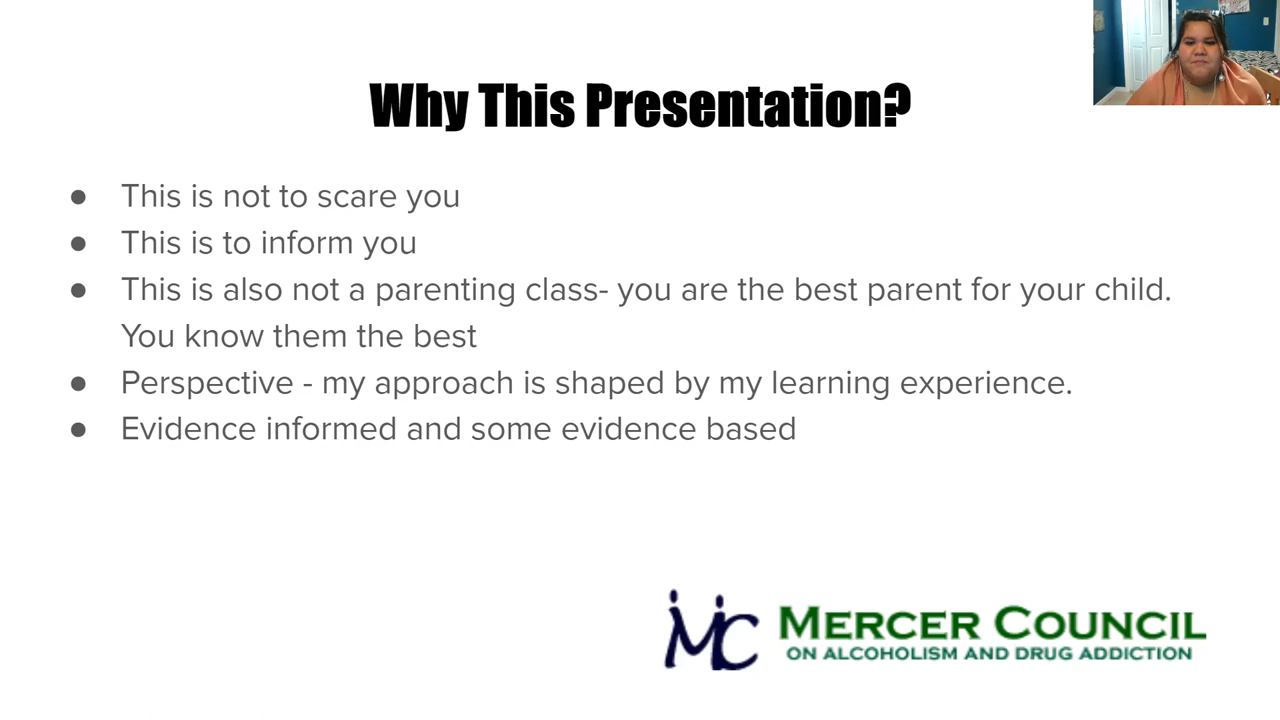 Why This Presentation?
● This is not to scare you
● This is to inform you
● This is also not a parenting class- you are the best parent for your child.
You know them the best
● Perspective - my approach is shaped by my learning experience.
● Evidence informed and some evidence based
MC MERCER COUNCIL
ON ALCOHOLISM AND DRUG ADDICTION